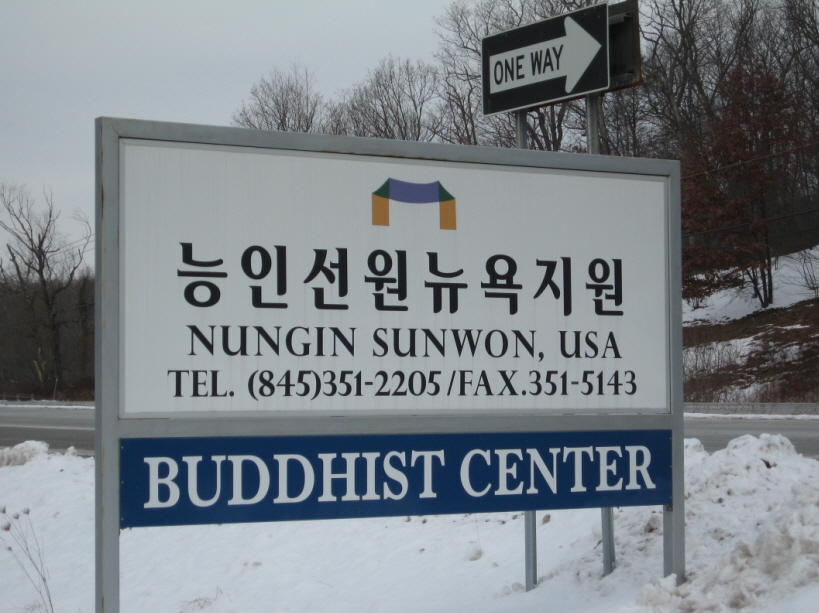 ONE WAY
능인선원뉴욕지원
NUNGIN SUNWON, USA
TEL. (845)351-2205/FAX.351-5143
BUDDHIST CENTER